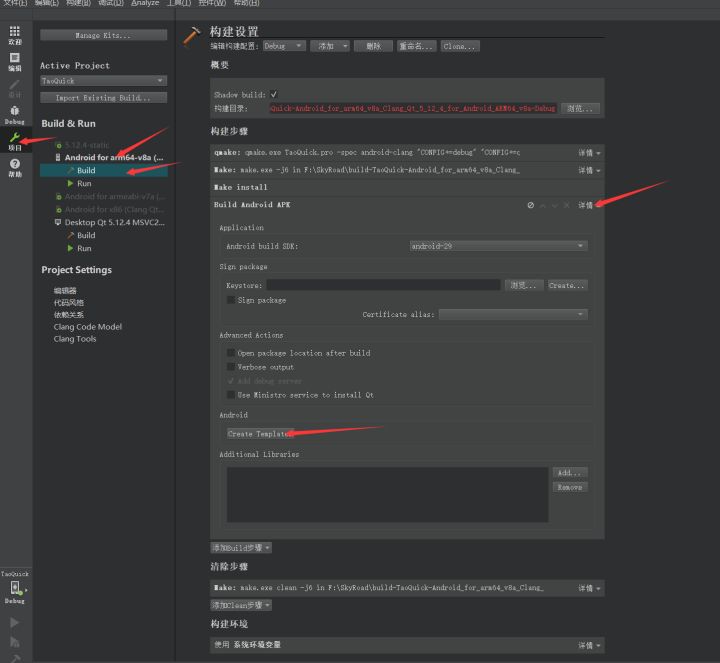 文件(F) 编辑(E) 构建(B) 调试(D) Analyze 工具(T) 控件(W) 帮助(H)
欢迎
编辑
设计
Debug
项目
帮助
TaoQuick
Debug
Manage Kits...
Active Project
TaoQuick
Import Existing Build...
Build & Run
5.12.4-static
Android for arm64-v8a (...
Build
Run
Android for armeabi-v7a (...
Android for x86 (Clang Qt...
Desktop Qt 5.12.4 MSVC2...
Build
Run
Project Settings
编辑器
代码风格
依赖关系
Clang Code Model
Clang Tools
构建设置
编辑构建配置: Debug 添加 删除 重命名... Clone...
概要
Shadow build:
构建目录: Quick-Android_for_arm64_v8a_Clang_Qt_5_12_4_for_Android_ARM64_v8a-Debug 浏览...
构建步骤
qmake: qmake.exe TaoQuick.pro -spec android-clang "CONFIG+=debug" "CONFIG+=q 详情
Make: make.exe -j6 in F:\SkyRoad\build-TaoQuick-Android_for_arm64_v8a_Clang_ 详情
Make install
Build Android APK 详情
Application
Android build SDK: android-29
Sign package
Keystore: 浏览... Create...
Sign package
Certificate alias:
Advanced Actions
Open package location after build
Verbose output
Add debug server
Use Ministro service to install Qt
Android
Create Templates
Additional Libraries
Add...
Remove
添加Build步骤
清除步骤
Make: make.exe clean -j6 in F:\SkyRoad\build-TaoQuick-Android_for_arm64_v8a_Clang_ 详情
添加Clean步骤
构建环境
使用 系统环境变量 详情